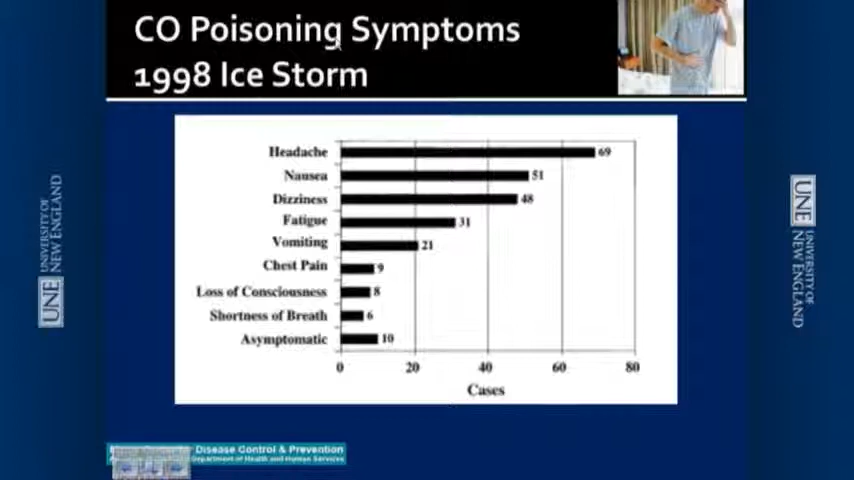 CO Poisoning Symptoms
1998 Ice Storm
Headache 69
Nausea 51
Dizziness 48
Fatigue 31
Vomiting 21
Chest Pain 9
Loss of Consciousness 8
Shortness of Breath 6
Asymptomatic 10
0 20 40 60 80
Cases
UNE UNIVERSITY OF
NEW ENGLAND
UNE UNIVERSITY OF
NEW ENGLAND
Disease Control & Prevention
Department of Health and Human Services